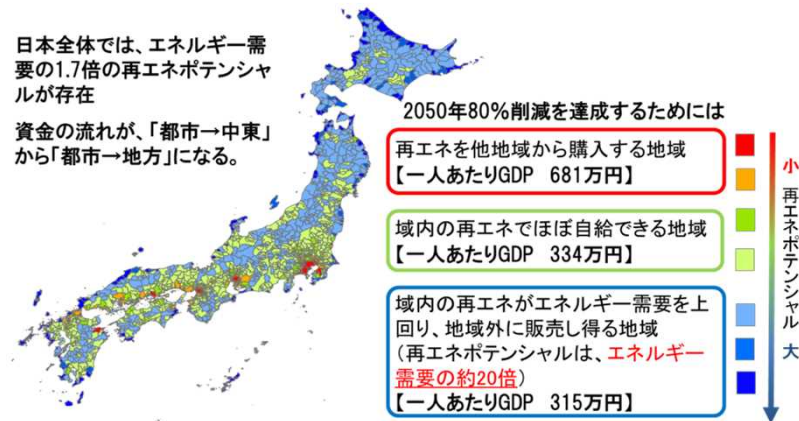 日本全体では、エネルギー需
要の1.7倍の再エネポテンシャ
ルが存在
資金の流れが、「都市→中東」
から「都市→地方」になる。
2050年80％削減を達成するためには
再エネを他地域から購入する地域
【一人あたりGDP　681万円】
域内の再エネでほぼ自給できる地域
【一人あたりGDP　334万円】
域内の再エネがエネルギー需要を上
回り、地域外に販売し得る地域
（再エネポテンシャルは、エネルギー
需要の約20倍）
【一人あたりGDP　315万円】
小
再エネポテンシャル
大